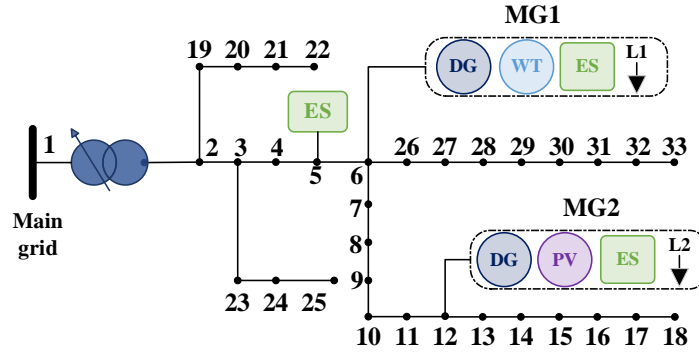 MG1
19 20 21 22
DG WT ES L1
ES
1
2 3 4 5 6 26 27 28 29 30 31 32 33
Main
grid
7
MG2
8
DG PV ES L2
9
23 24 25
10 11 12 13 14 15 16 17 18